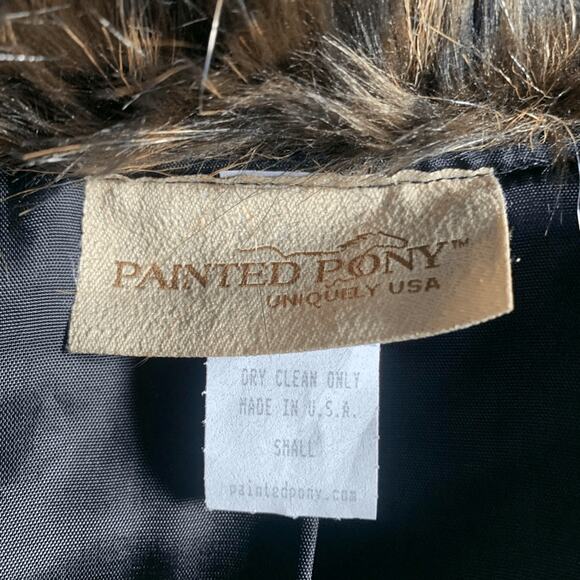 PAINTED PONY™
UNIQUELY USA
DRY CLEAN ONLY
MADE IN U.S.A.
SMALL
paintedpony.com